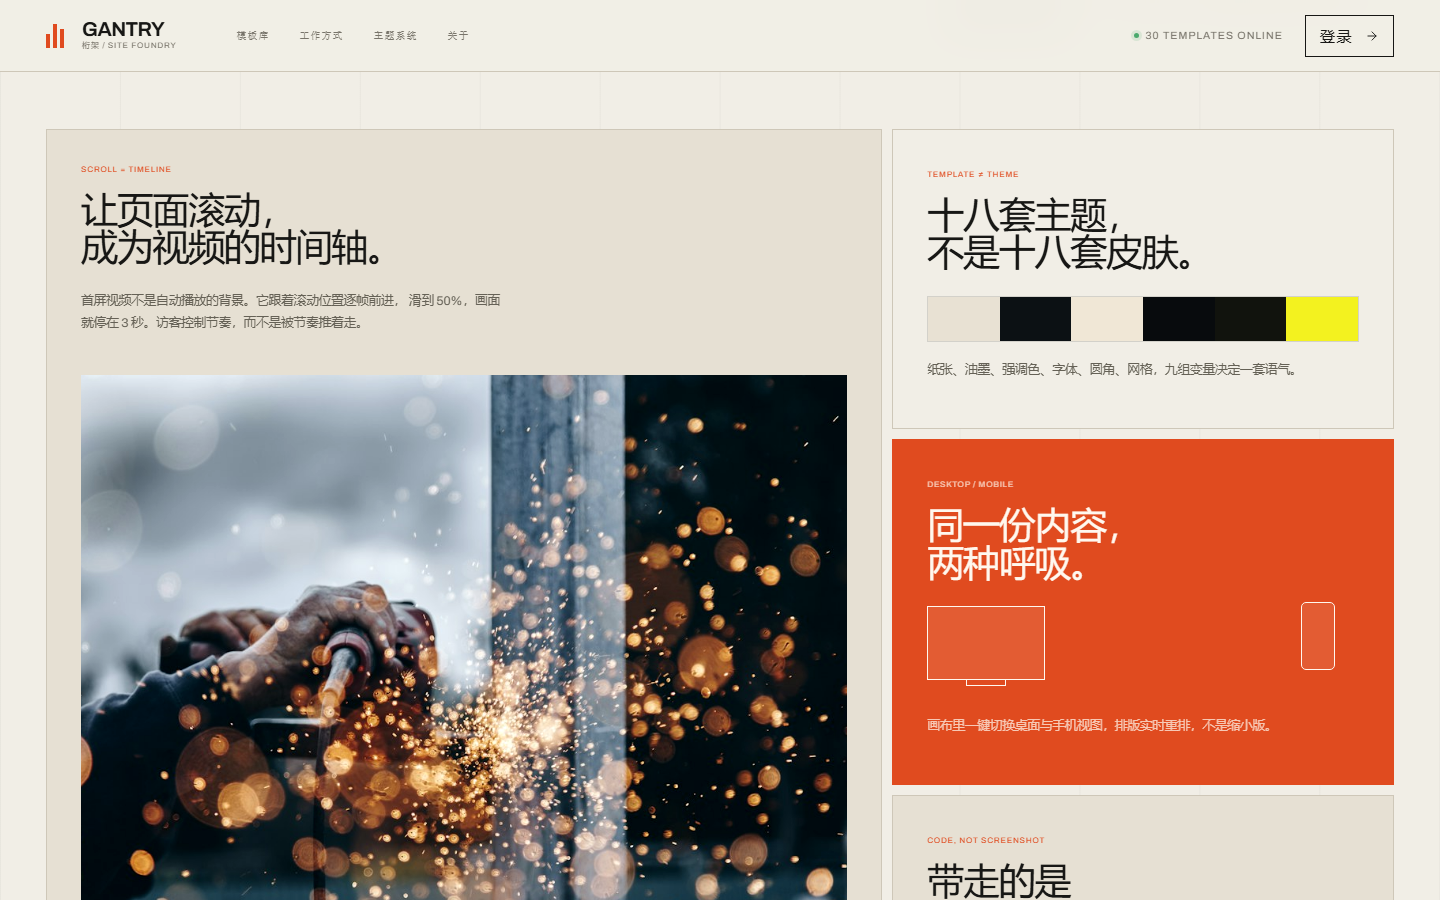 GANTRY
桁架 / SITE FOUNDRY
模板库
工作方式
主题系统
关于
30 TEMPLATES ONLINE
登录 →
SCROLL = TIMELINE
让页面滚动，
成为视频的时间轴。
首屏视频不是自动播放的背景。它跟着滚动位置逐帧前进， 滑到 50%，画面
就停在 3 秒。访客控制节奏，而不是被节奏推着走。
TEMPLATE ≠ THEME
十八套主题，
不是十八套皮肤。
纸张、油墨、强调色、字体、圆角、网格，九组变量决定一套语气。
DESKTOP / MOBILE
同一份内容，
两种呼吸。
画布里一键切换桌面与手机视图，排版实时重排，不是缩小版。
CODE, NOT SCREENSHOT
带走的是